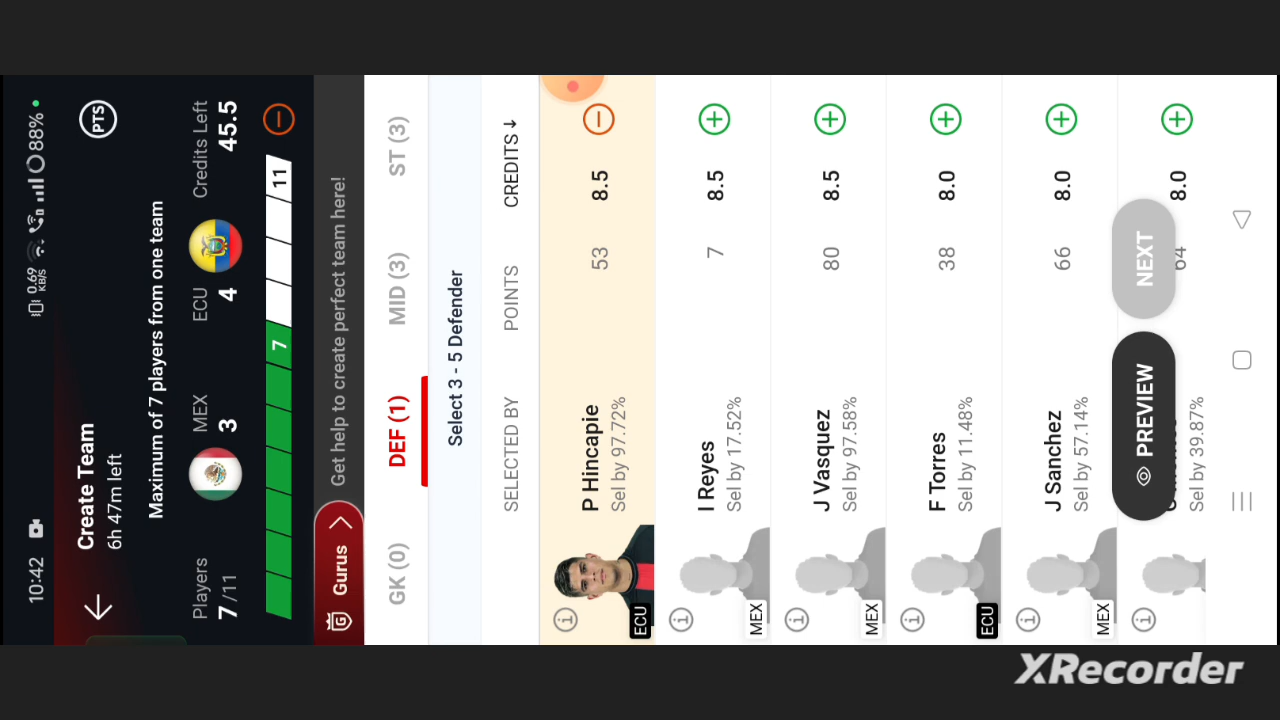 10:42
0.69 KB/S
88%
Create Team
6h 47m left
PTS
Maximum of 7 players from one team
Players
7/11
MEX
3
ECU
4
Credits Left
45.5
7
11
Gurus
Get help to create perfect team here!
GK (0)
DEF (1)
MID (3)
ST (3)
Select 3 - 5 Defender
SELECTED BY
POINTS
CREDITS
ECU
P Hincapie
Sel by 97.72%
53
8.5
MEX
I Reyes
Sel by 17.52%
7
8.5
MEX
J Vasquez
Sel by 97.58%
80
8.5
ECU
F Torres
Sel by 11.48%
38
8.0
MEX
J Sanchez
Sel by 57.14%
66
8.0
Sel by 39.87%
64
8.0
PREVIEW
NEXT
XRecorder